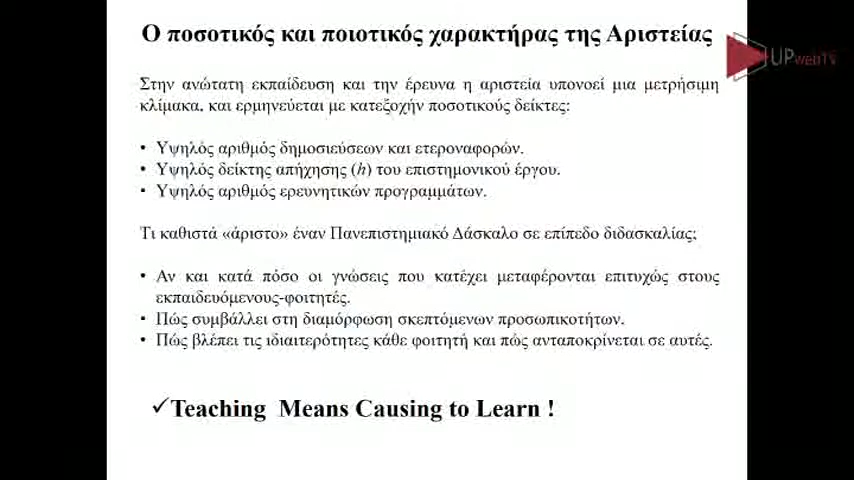 Ο ποσοτικός και ποιοτικός χαρακτήρας της Αριστείας
UPwebTV
Στην ανώτατη εκπαίδευση και την έρευνα η αριστεία υπονοεί μια μετρήσιμη
κλίμακα, και ερμηνεύεται με κατεξοχήν ποσοτικούς δείκτες:
• Υψηλός αριθμός δημοσιεύσεων και ετεροναφορών.
• Υψηλός δείκτης απήχησης (h) του επιστημονικού έργου.
• Υψηλός αριθμός ερευνητικών προγραμμάτων.
Τι καθιστά «άριστο» έναν Πανεπιστημιακό Δάσκαλο σε επίπεδο διδασκαλίας;
• Αν και κατά πόσο οι γνώσεις που κατέχει μεταφέρονται επιτυχώς στους
εκπαιδευόμενους-φοιτητές.
• Πώς συμβάλλει στη διαμόρφωση σκεπτόμενων προσωπικοτήτων.
• Πώς βλέπει τις ιδιαιτερότητες κάθε φοιτητή και πώς ανταποκρίνεται σε αυτές.
✓Teaching Means Causing to Learn !